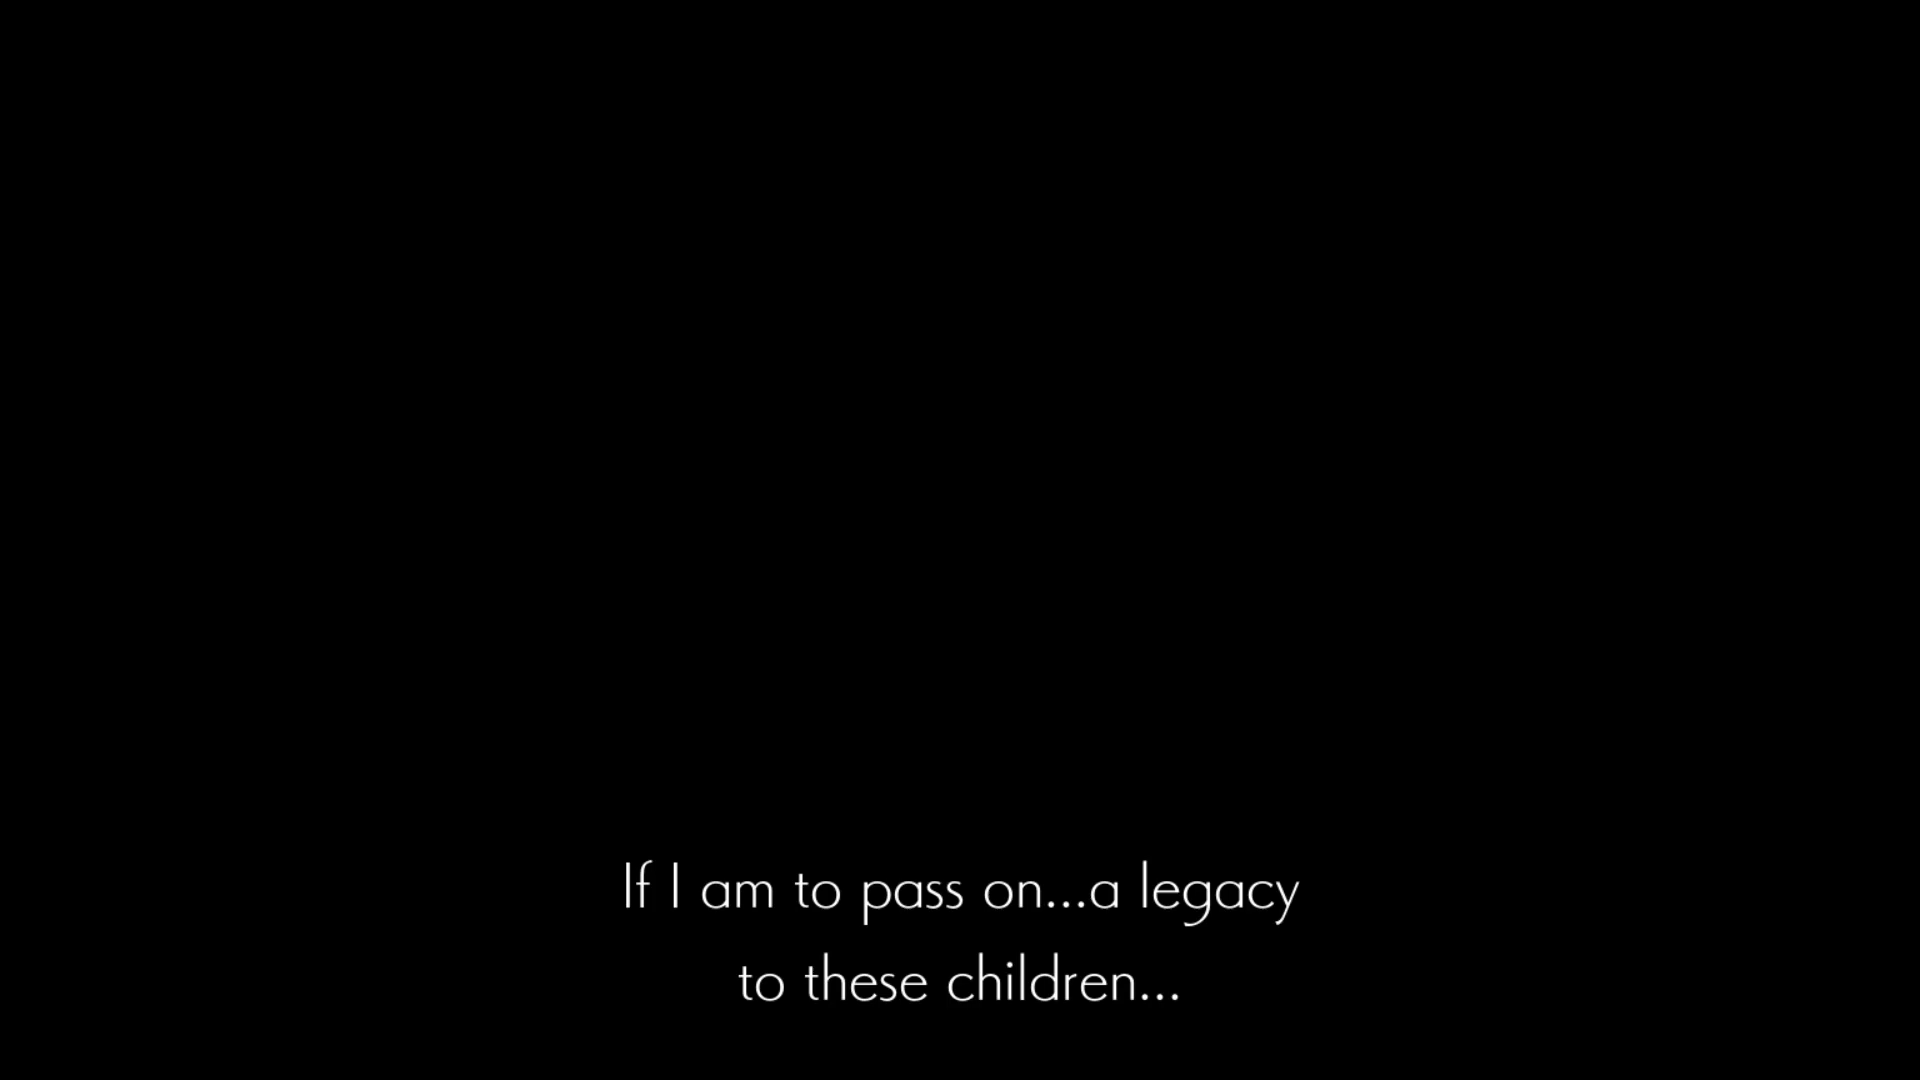 If I am to pass on...a legacy
to these children...